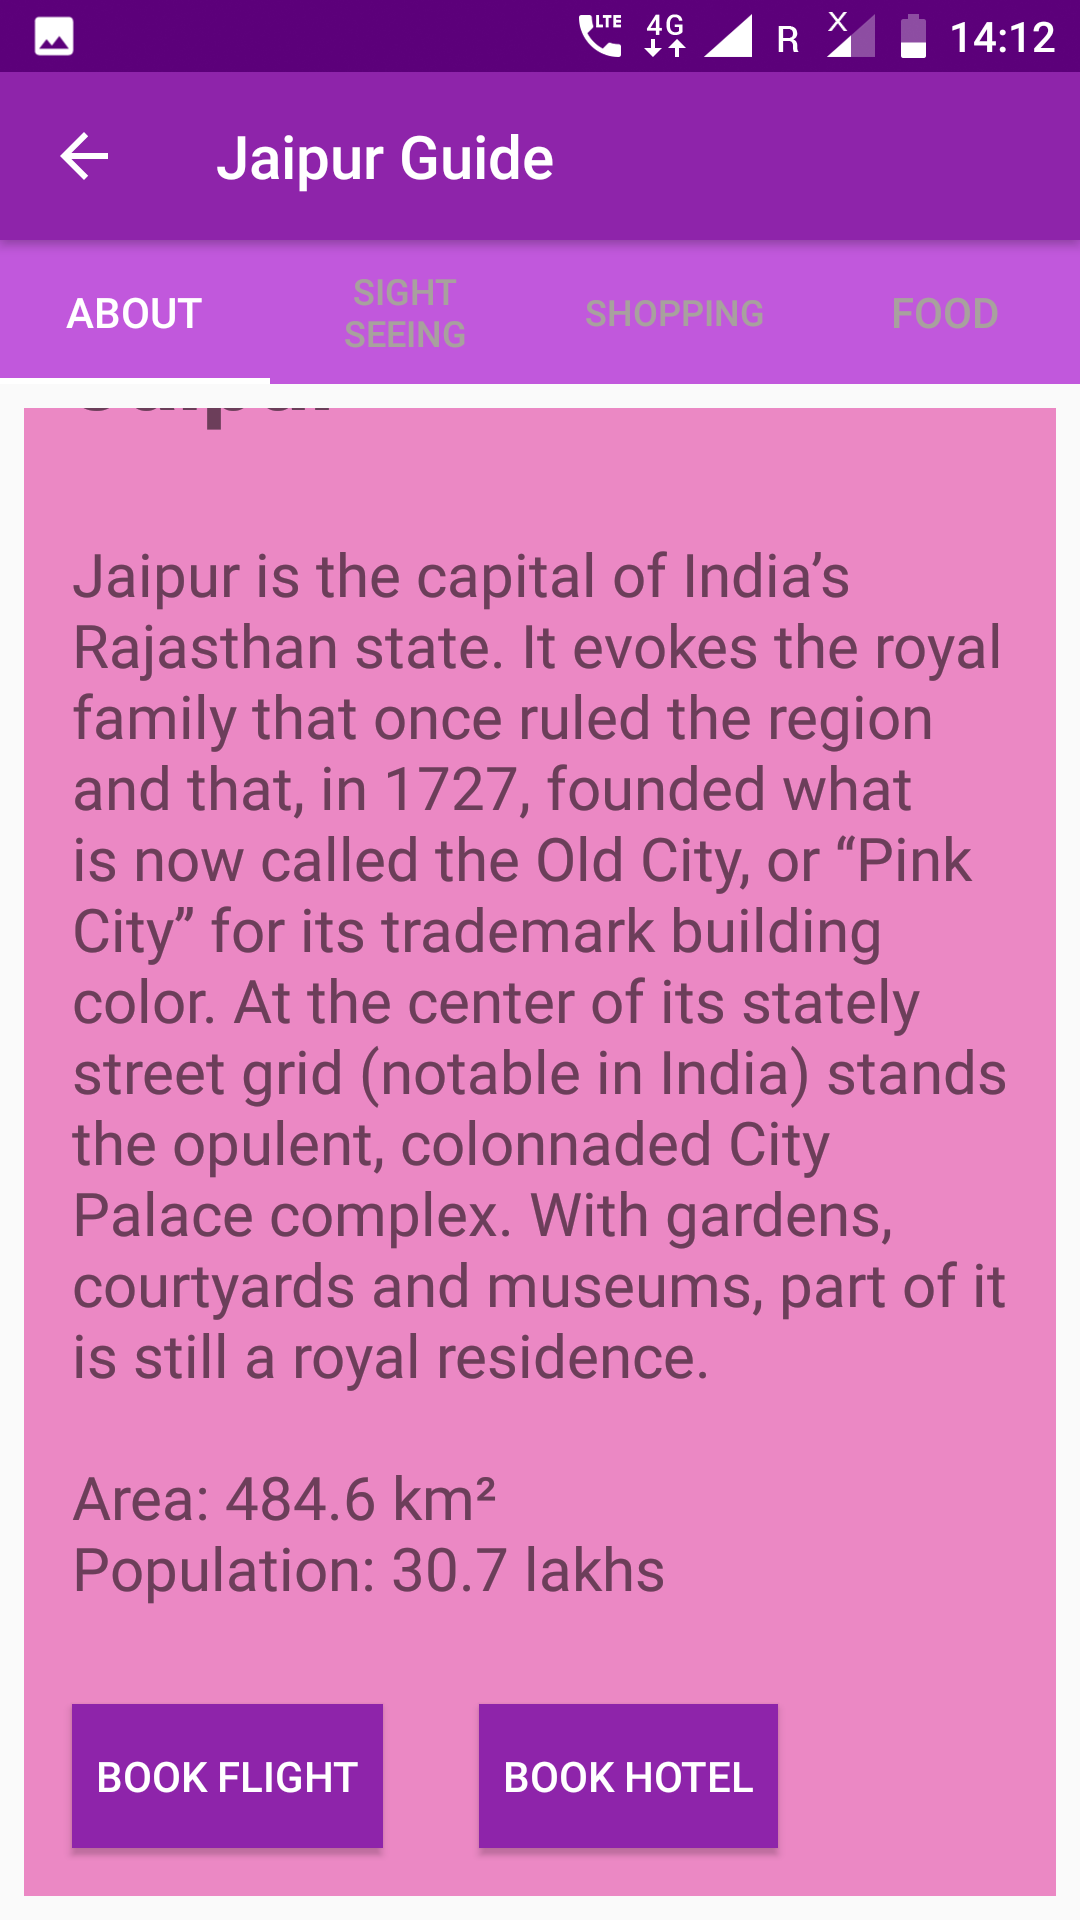 LTE 4G R X 14:12
Jaipur Guide
ABOUT
SIGHT
SEEING
SHOPPING
FOOD
Jaipur is the capital of India’s
Rajasthan state. It evokes the royal
family that once ruled the region
and that, in 1727, founded what
is now called the Old City, or “Pink
City” for its trademark building
color. At the center of its stately
street grid (notable in India) stands
the opulent, colonnaded City
Palace complex. With gardens,
courtyards and museums, part of it
is still a royal residence.
Area: 484.6 km²
Population: 30.7 lakhs
BOOK FLIGHT
BOOK HOTEL